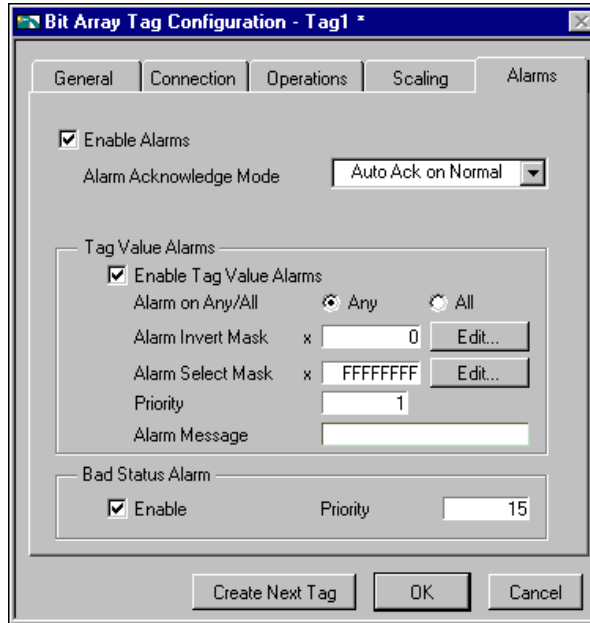 Bit Array Tag Configuration - Tag1 *
General Connection Operations Scaling Alarms
Enable Alarms
Alarm Acknowledge Mode Auto Ack on Normal
Tag Value Alarms
Enable Tag Value Alarms
Alarm on Any/All Any All
Alarm Invert Mask x 0 Edit...
Alarm Select Mask x FFFFFFFF Edit...
Priority 1
Alarm Message
Bad Status Alarm
Enable Priority 15
Create Next Tag OK Cancel